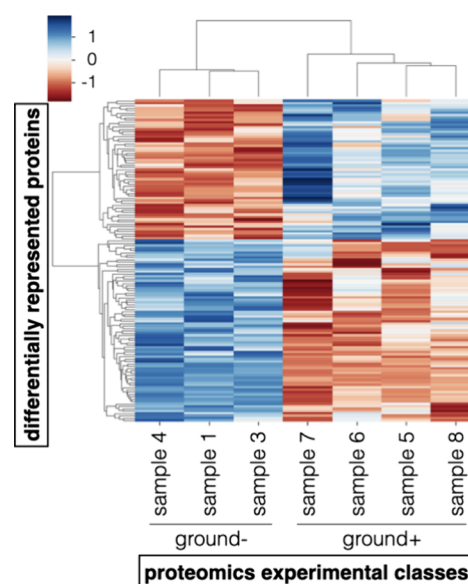 1
0
-1
differentially represented proteins
sample 4
sample 1
sample 3
sample 7
sample 6
sample 5
sample 8
ground-
ground+
proteomics experimental classes